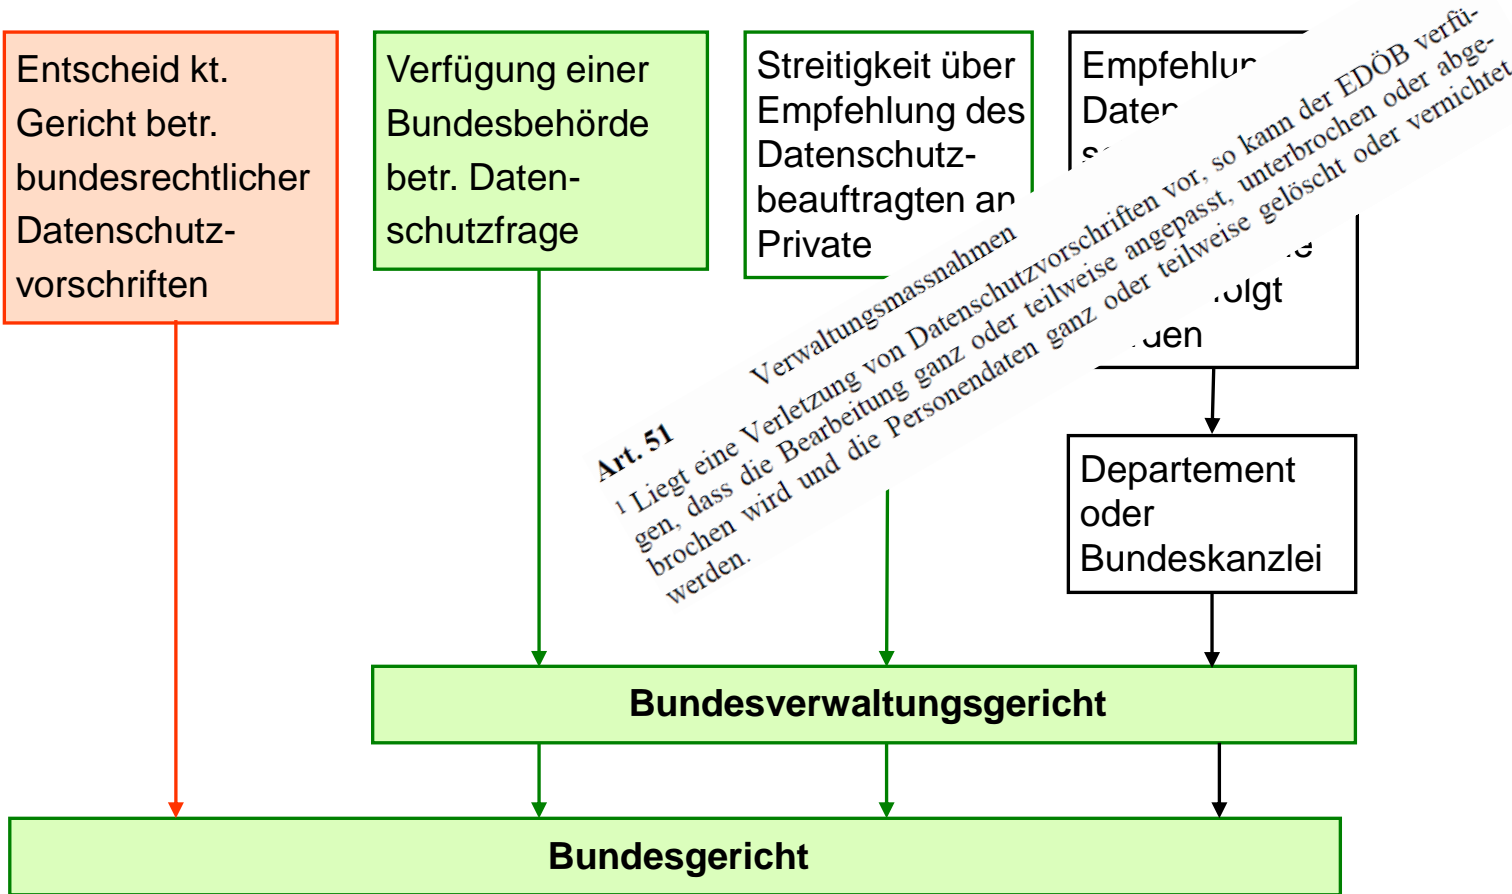 Entscheid kt.
Gericht betr.
bundesrechtlicher
Datenschutz-
vorschriften
Verfügung einer
Bundesbehörde
betr. Daten-
schutzfrage
Streitigkeit über
Empfehlung des
Datenschutz-
beauftragten an
Private
Art. 51 Verwaltungsmassnahmen
1 Liegt eine Verletzung von Datenschutzvorschriften vor, so kann der EDÖB verfü-
gen, dass die Bearbeitung ganz oder teilweise angepasst, unterbrochen oder abge-
brochen wird und die Personendaten ganz oder teilweise gelöscht oder vernichtet
werden.
Departement
oder
Bundeskanzlei
Bundesverwaltungsgericht
Bundesgericht